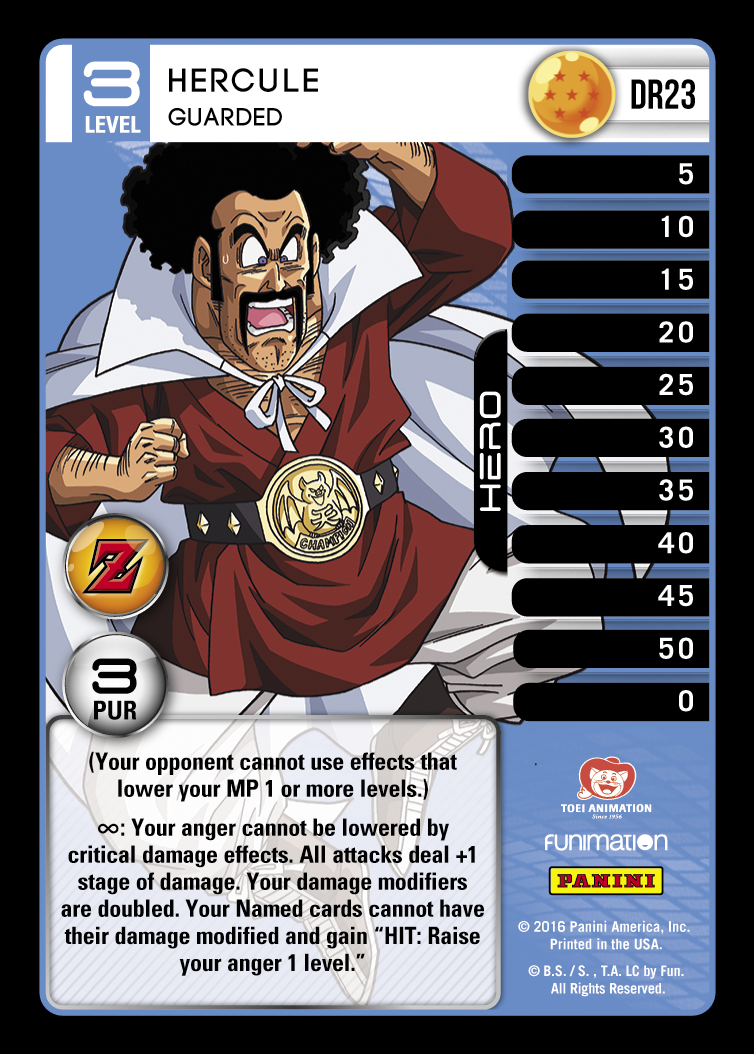 3
LEVEL
HERCULE
GUARDED
DR23
5
10
15
20
25
30
35
40
45
50
0
HERO
CHAMPION
Z
3
PUR
(Your opponent cannot use effects that
lower your MP 1 or more levels.)
∞: Your anger cannot be lowered by
critical damage effects. All attacks deal +1
stage of damage. Your damage modifiers
are doubled. Your Named cards cannot have
their damage modified and gain “HIT: Raise
your anger 1 level.”
TOEI ANIMATION
Since 1956
FUNIMATION
PANINI
© 2016 Panini America, Inc.
Printed in the USA.
© B.S. / S. , T.A. LC by Fun.
All Rights Reserved.